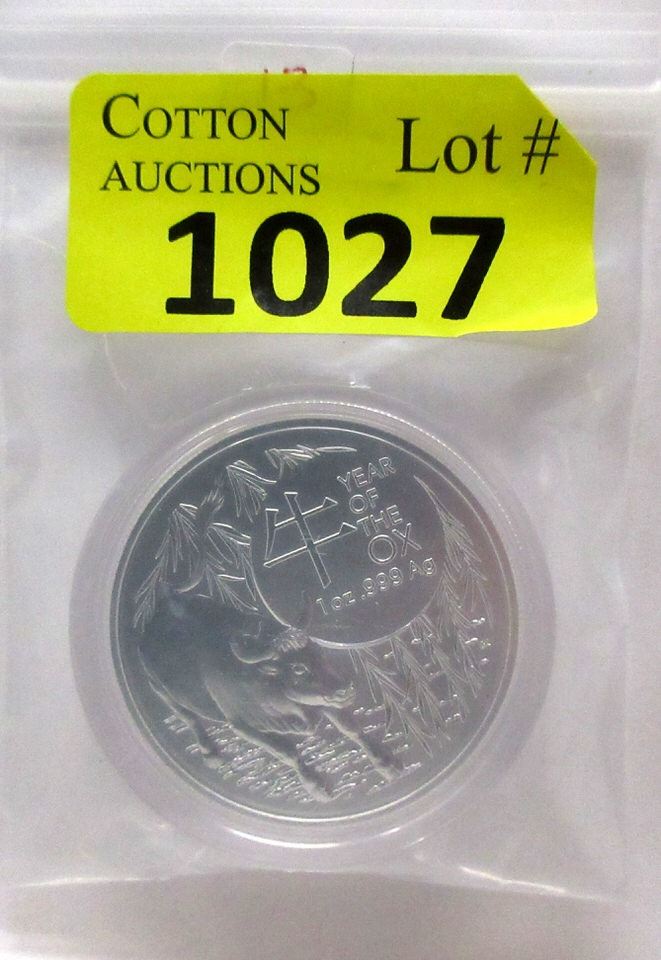 COTTON
AUCTIONS
Lot #
1027
牛
YEAR
OF
THE
OX
1 oz .999 Ag